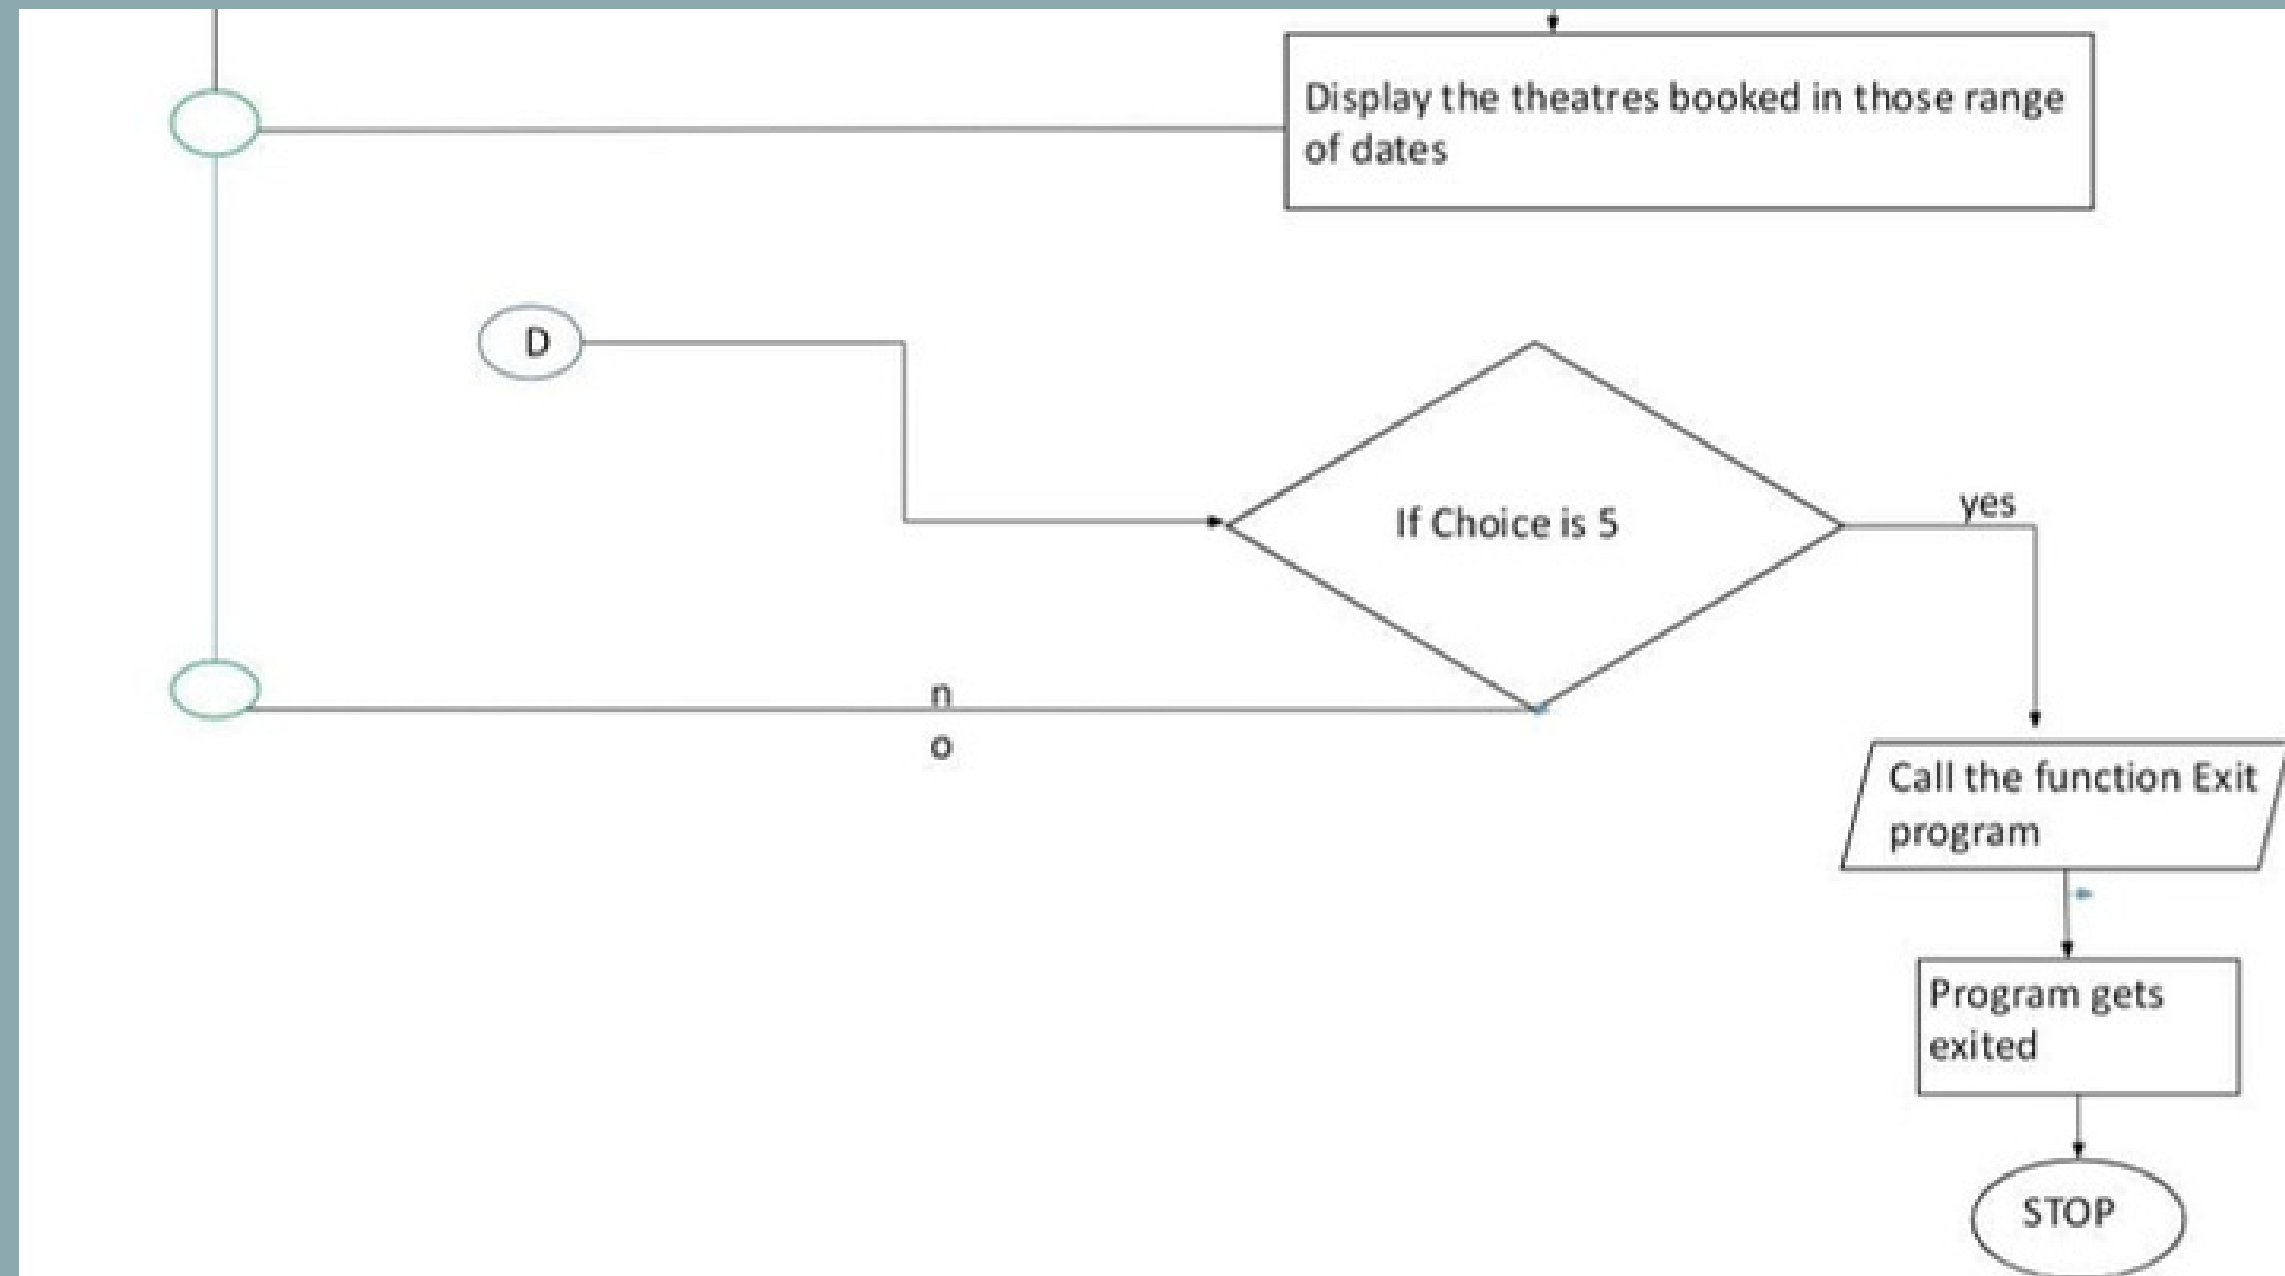 Display the theatres booked in those range
of dates
D
If Choice is 5
yes
n
o
Call the function Exit
program
Program gets
exited
STOP